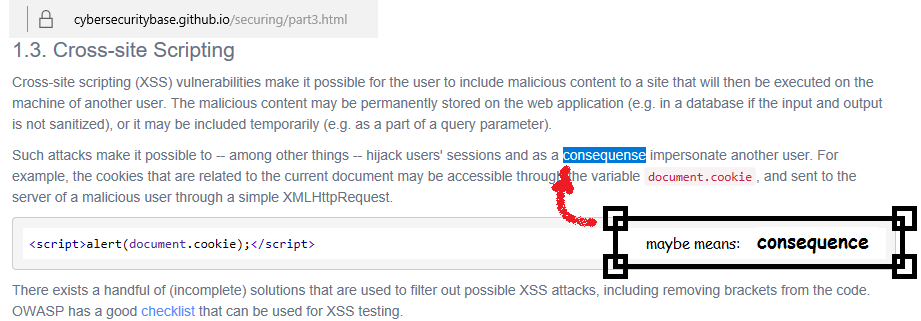 cybersecuritybase.github.io/securing/part3.html
1.3. Cross-site Scripting
Cross-site scripting (XSS) vulnerabilities make it possible for the user to include malicious content to a site that will then be executed on the
machine of another user. The malicious content may be permanently stored on the web application (e.g. in a database if the input and output
is not sanitized), or it may be included temporarily (e.g. as a part of a query parameter).
Such attacks make it possible to -- among other things -- hijack users' sessions and as a consequense impersonate another user. For
example, the cookies that are related to the current document may be accessible through the variable document.cookie, and sent to the
server of a malicious user through a simple XMLHttpRequest.
<script>alert(document.cookie);</script>
maybe means: consequence
There exists a handful of (incomplete) solutions that are used to filter out possible XSS attacks, including removing brackets from the code.
OWASP has a good checklist that can be used for XSS testing.